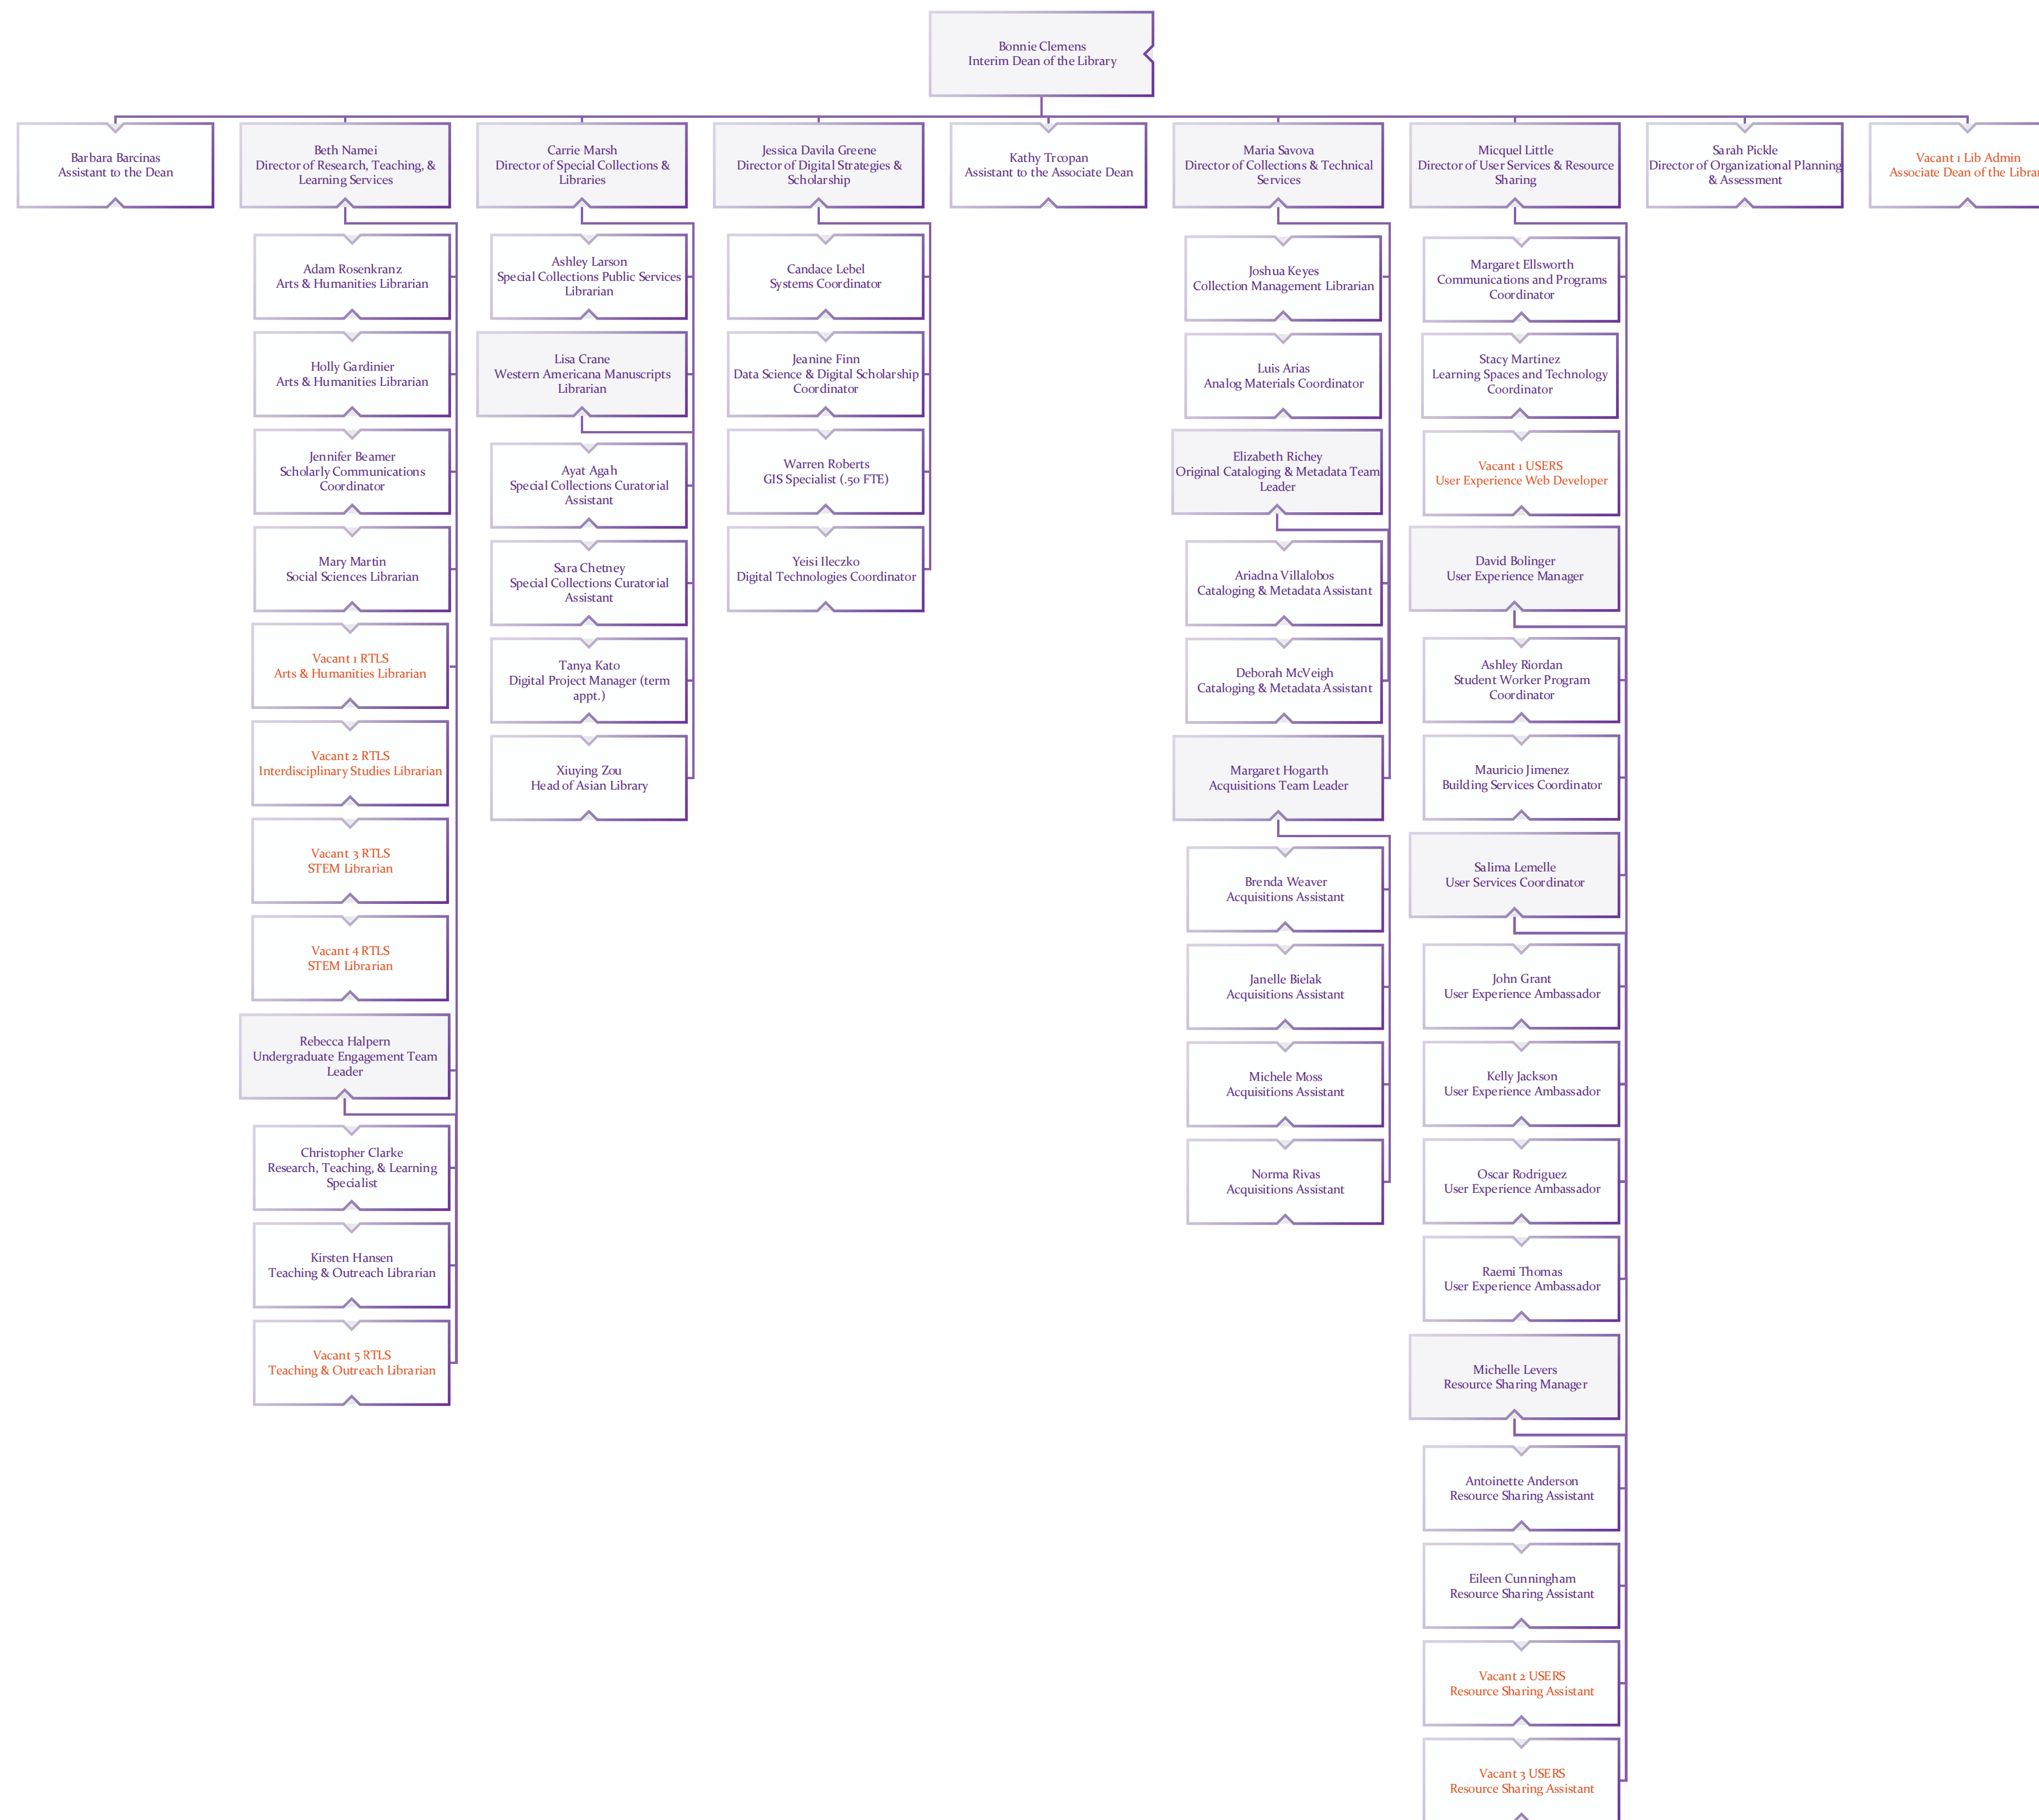 Bonnie Clemens
Interim Dean of the Library
Barbara Barcinas
Assistant to the Dean
Beth Namei
Director of Research, Teaching, &
Learning Services
Carrie Marsh
Director of Special Collections &
Libraries
Jessica Davila Greene
Director of Digital Strategies &
Scholarship
Kathy Troopan
Assistant to the Associate Dean
Maria Savova
Director of Collections & Technical
Services
Micquel Little
Director of User Services & Resource
Sharing
Sarah Pickle
Director of Organizational Planning
& Assessment
Vacant 1 Lib Admin
Associate Dean of the
Adam Rosenkranz
Arts & Humanities Librarian
Holly Gardinier
Arts & Humanities Librarian
Jennifer Beamer
Scholarly Communications
Coordinator
Mary Martin
Social Sciences Librarian
Vacant 1 RTLS
Arts & Humanities Librarian
Vacant 2 RTLS
Interdisciplinary Studies Librarian
Vacant 3 RTLS
STEM Librarian
Vacant 4 RTLS
STEM Librarian
Rebecca Halpern
Undergraduate Engagement Team
Leader
Christopher Clarke
Research, Teaching, & Learning
Specialist
Kirsten Hansen
Teaching & Outreach Librarian
Vacant 5 RTLS
Teaching & Outreach Librarian
Ashley Larson
Special Collections Public Services
Librarian
Lisa Crane
Western Americana Manuscripts
Librarian
Ayat Agah
Special Collections Curatorial
Assistant
Sara Chetney
Special Collections Curatorial
Assistant
Tanya Kato
Digital Project Manager (term
appt.)
Xiuying Zou
Head of Asian Library
Candace Lebel
Systems Coordinator
Jeanine Finn
Data Science & Digital Scholarship
Coordinator
Warren Roberts
GIS Specialist (.50 FTE)
Yeisi Ileczko
Digital Technologies Coordinator
Joshua Keyes
Collection Management Librarian
Luis Arias
Analog Materials Coordinator
Elizabeth Richey
Original Cataloging & Metadata Team
Leader
Ariadna Villalobos
Cataloging & Metadata Assistant
Deborah McVeigh
Cataloging & Metadata Assistant
Margaret Hogarth
Acquisitions Team Leader
Brenda Weaver
Acquisitions Assistant
Janelle Bielak
Acquisitions Assistant
Michele Moss
Acquisitions Assistant
Norma Rivas
Acquisitions Assistant
Margaret Ellsworth
Communications and Programs
Coordinator
Stacy Martinez
Learning Spaces and Technology
Coordinator
Vacant 1 USERS
User Experience Web Developer
David Bolinger
User Experience Manager
Ashley Riordan
Student Worker Program
Coordinator
Mauricio Jimenez
Building Services Coordinator
Salima Lemelle
User Services Coordinator
John Grant
User Experience Ambassador
Kelly Jackson
User Experience Ambassador
Oscar Rodriguez
User Experience Ambassador
Raemi Thomas
User Experience Ambassador
Michelle Levers
Resource Sharing Manager
Antoinette Anderson
Resource Sharing Assistant
Eileen Cunningham
Resource Sharing Assistant
Vacant 2 USERS
Resource Sharing Assistant
Vacant 3 USERS
Resource Sharing Assistant